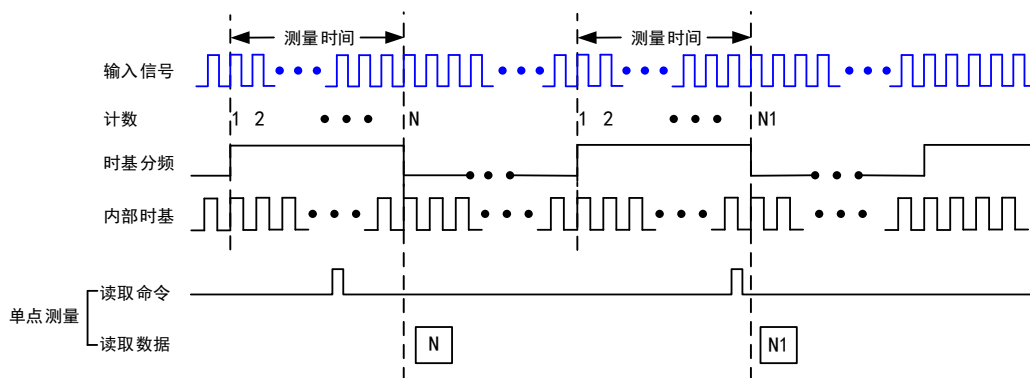 测量时间 测量时间
输入信号
计数 1 2 N 1 2 N1
时基分频
内部时基
读取命令
单点测量
读取数据 N N1